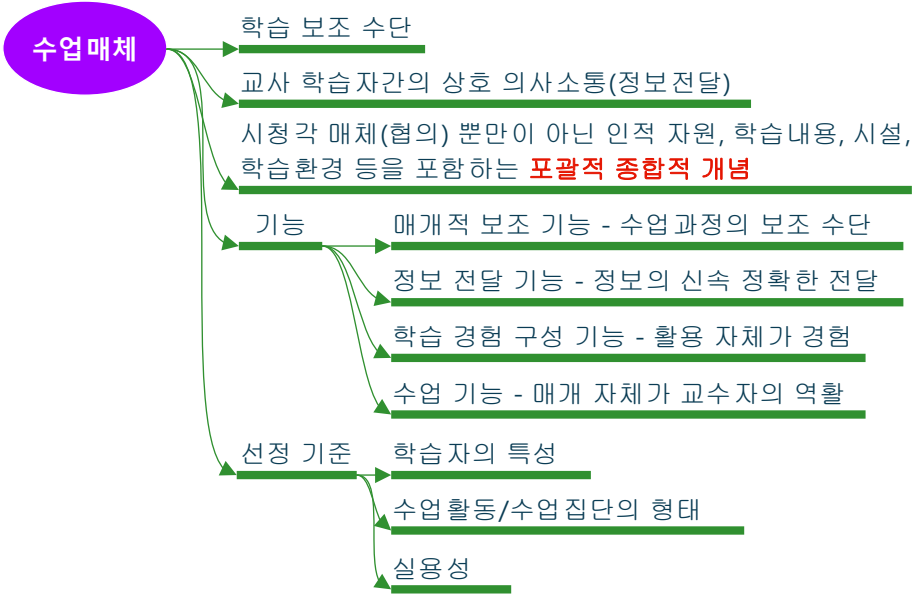 수업매체
학습 보조 수단
교사 학습자간의 상호 의사소통(정보전달)
시청각 매체(협의) 뿐만이 아닌 인적 자원, 학습내용, 시설,
학습환경 등을 포함하는 포괄적 종합적 개념
기능
매개적 보조 기능 - 수업과정의 보조 수단
정보 전달 기능 - 정보의 신속 정확한 전달
학습 경험 구성 기능 - 활용 자체가 경험
수업 기능 - 매개 자체가 교수자의 역활
선정 기준
학습자의 특성
수업활동/수업집단의 형태
실용성